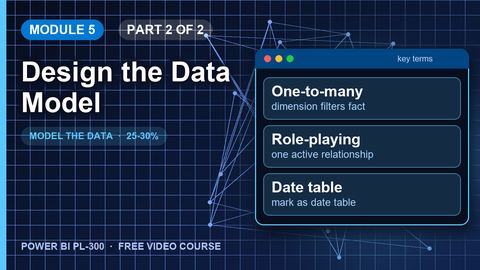 MODULE 5
PART 2 OF 2
Design the Data
Model
MODEL THE DATA · 25-30%
key terms
One-to-many
dimension filters fact
Role-playing
one active relationship
Date table
mark as date table
POWER BI PL-300 · FREE VIDEO COURSE